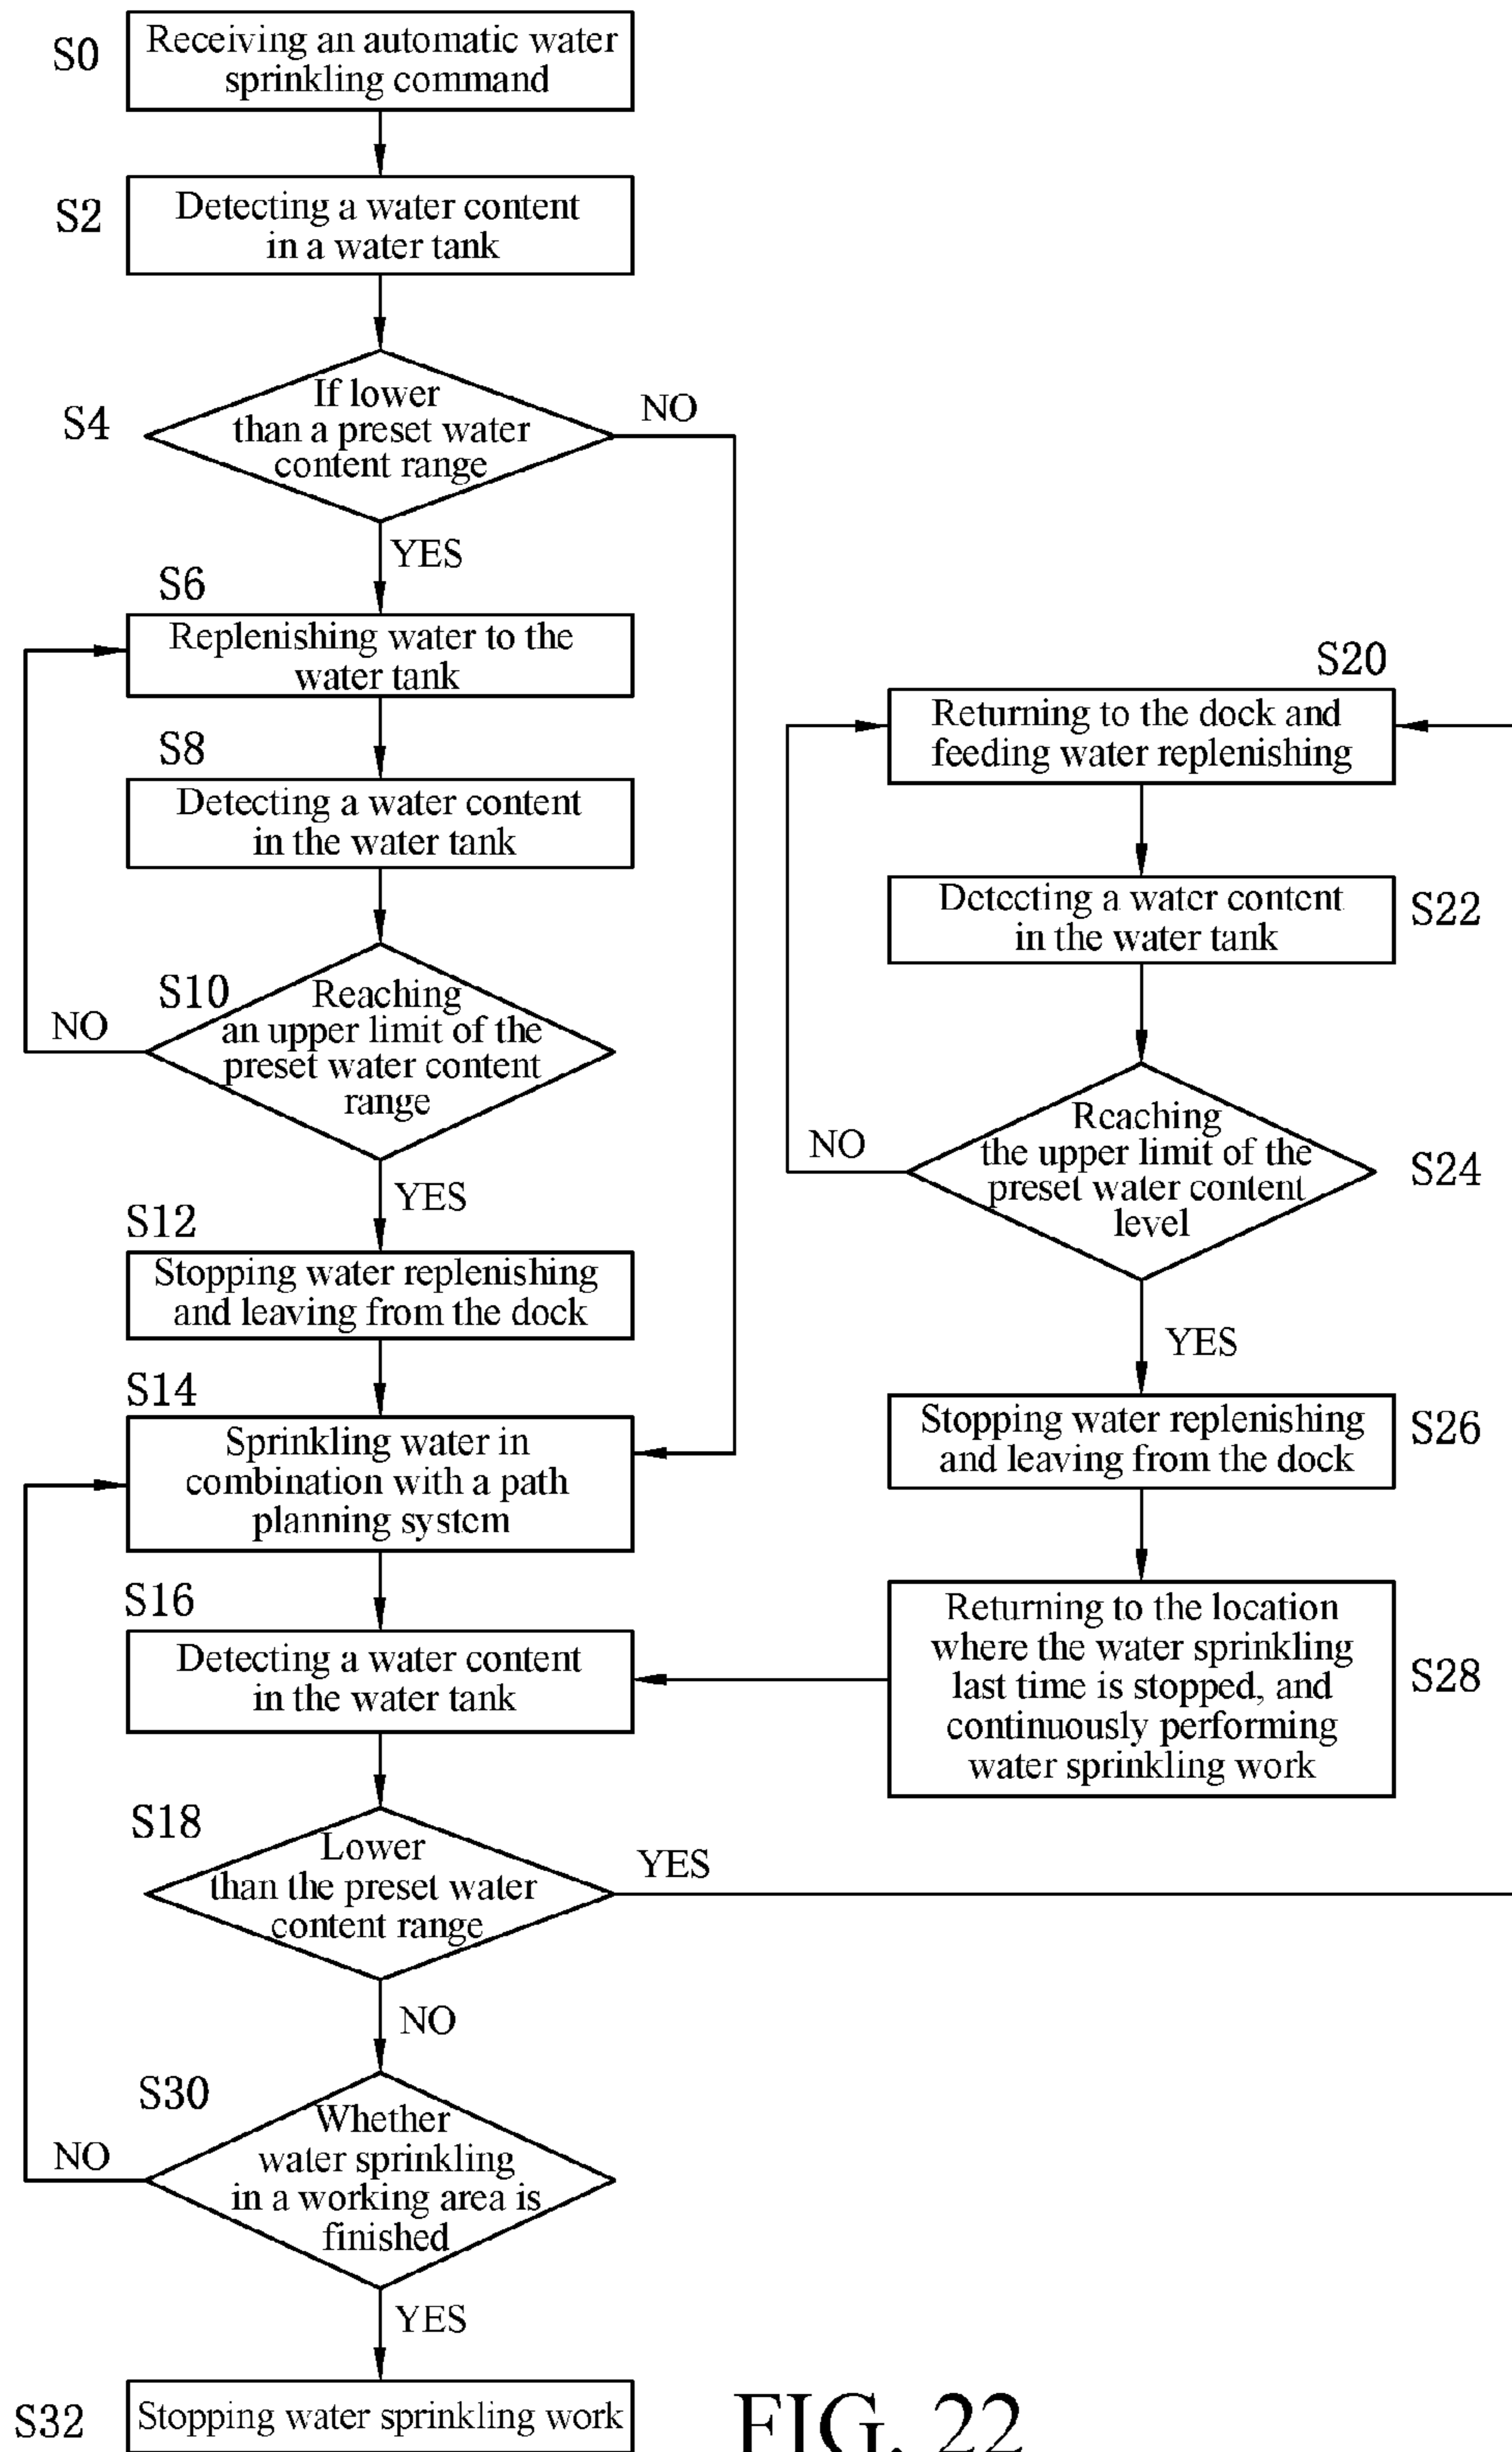 S0
Receiving an automatic water
sprinkling command
S2
Detecting a water content
in a water tank
S4
If lower
than a preset water
content range
NO
YES
S6
Replenishing water to the
water tank
S8
Detecting a water content
in the water tank
S10
Reaching
an upper limit of the
preset water content
range
NO
YES
S12
Stopping water replenishing
and leaving from the dock
S14
Sprinkling water in
combination with a path
planning system
S16
Detecting a water content
in the water tank
S18
Lower
than the preset water
content range
YES
NO
S20
Returning to the dock and
feeding water replenishing
S22
Detecting a water content
in the water tank
S24
Reaching
the upper limit of the
preset water content
level
NO
YES
S26
Stopping water replenishing
and leaving from the dock
S28
Returning to the location
where the water sprinkling
last time is stopped, and
continuously performing
water sprinkling work
S30
Whether
water sprinkling
in a working area is
finished
NO
YES
S32
Stopping water sprinkling work
FIG. 22